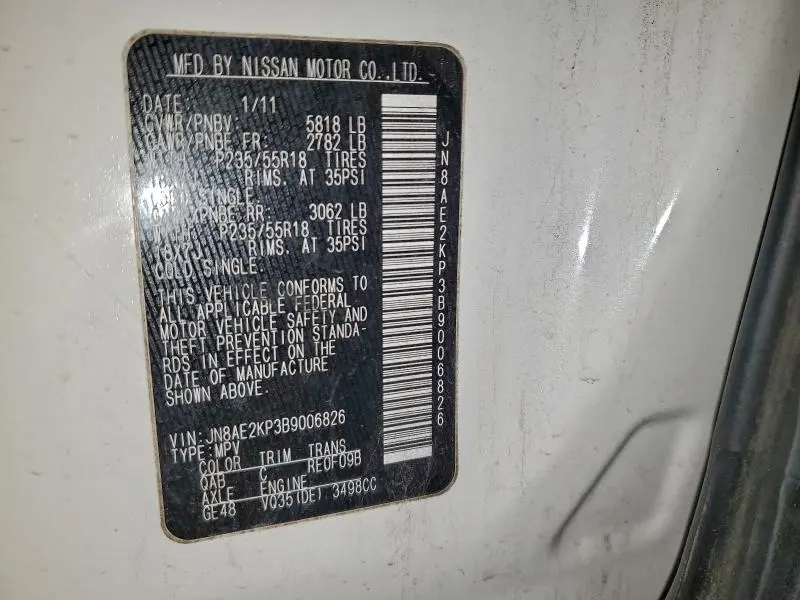 MFD BY NISSAN MOTOR CO.,LTD.
DATE: 1/11
GVWR/PNBV 5818 LB
GAWR/PNBE FR: 2782 LB
P235/55R18 TIRES
RIMS. AT 35PSI
SINGLE.
PNBE RR: 3062 LB
P235/55R18 TIRES
RIMS. AT 35PSI
COLD SINGLE.
THIS VEHICLE CONFORMS TO
ALL APPLICABLE FEDERAL
MOTOR VEHICLE SAFETY AND
THEFT PREVENTION STANDA-
RDS IN EFFECT ON THE
DATE OF MANUFACTURE
SHOWN ABOVE.
VIN: JN8AE2KP3B9006826
TYPE: MPV
COLOR TRIM TRANS
QAB C RE0F09B
AXLE ENGINE
GE48 VQ35(DE) 3498CC
JN8AE2KP3B9006826